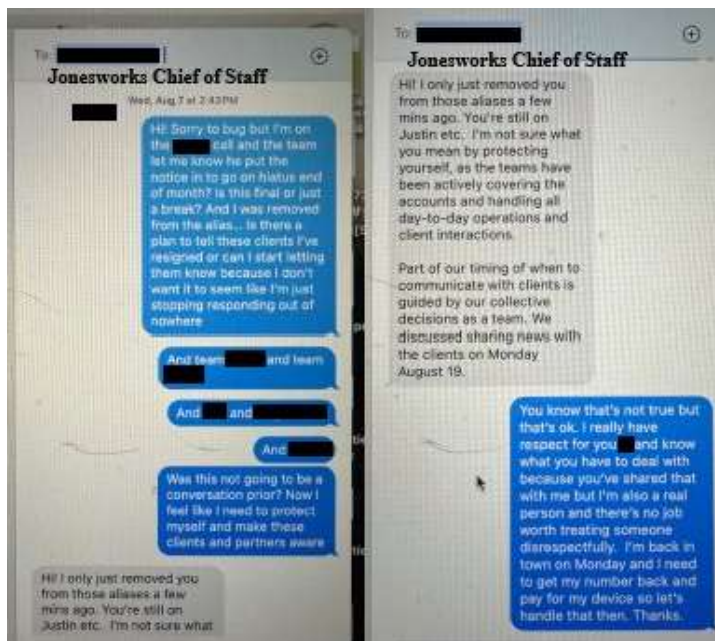 To:
Jonesworks Chief of Staff
Wed, Aug 7 at 2:43 PM
Hi! Sorry to bug but I'm on
the call and the team
let me know he put the
notice in to go on hiatus end
of month? Is this final or just
a break? And I was removed
from the alias... Is there a
plan to tell these clients I've
resigned or can I start letting
them know because I don't
want it to seem like I'm just
stopping responding out of
nowhere
And team and team
And and
And
Was this not going to be a
conversation prior? Now I
feel like I need to protect
myself and make these
clients and partners aware
Hi! I only just removed you
from those aliases a few
mins ago. You're still on
Justin etc. I'm not sure what
To:
Jonesworks Chief of Staff
Hi! I only just removed you
from those aliases a few
mins ago. You're still on
Justin etc. I'm not sure what
you mean by protecting
yourself, as the teams have
been actively covering the
accounts and handling all
day-to-day operations and
client interactions.
Part of our timing of when to
communicate with clients is
guided by our collective
decisions as a team. We
discussed sharing news with
the clients on Monday
August 19.
You know that's not true but
that's ok. I really have
respect for you and know
what you have to deal with
because you've shared that
with me but I'm also a real
person and there's no job
worth treating someone
disrespectfully. I'm back in
town on Monday and I need
to get my number back and
pay for my device so let's
handle that then. Thanks.